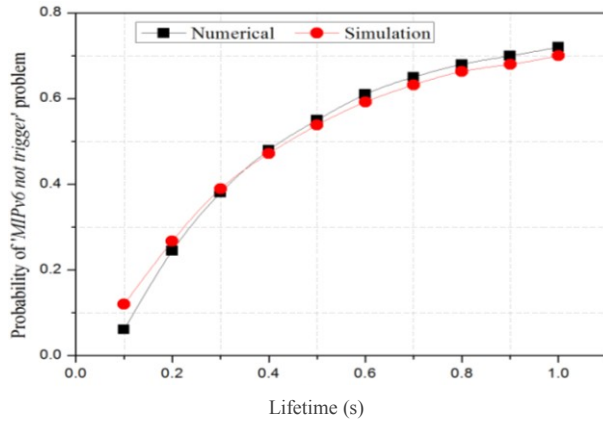 0.8
Numerical
Simulation
0.6
0.4
0.2
0.0
Probability of 'MIPv6 not trigger' problem
0.0 0.2 0.4 0.6 0.8 1.0
Lifetime (s)